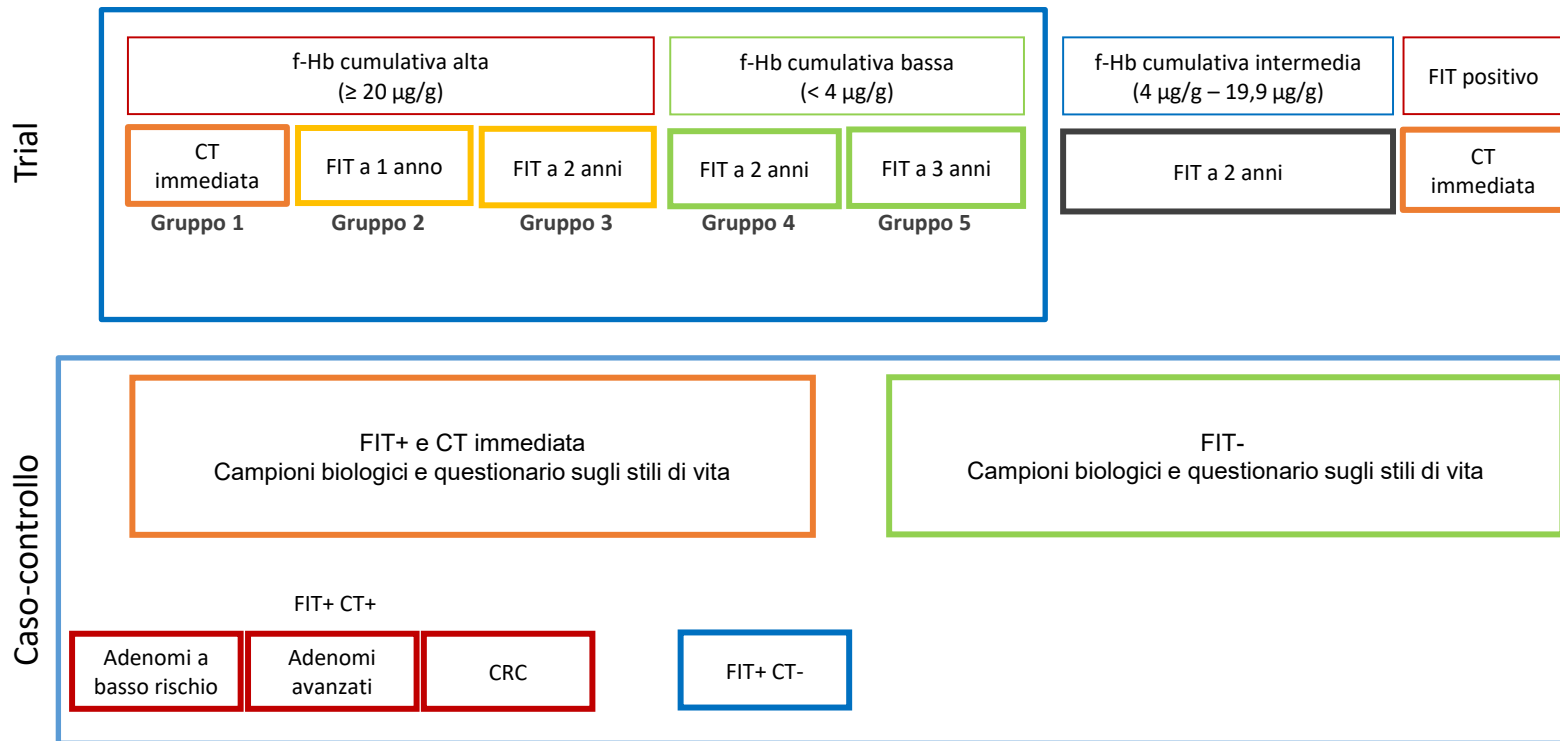 Trial
f-Hb cumulativa alta
(≥ 20 µg/g)
f-Hb cumulativa bassa
(< 4 µg/g)
f-Hb cumulativa intermedia
(4 µg/g – 19,9 µg/g)
FIT positivo
CT
immediata
FIT a 1 anno
FIT a 2 anni
FIT a 2 anni
FIT a 3 anni
FIT a 2 anni
CT
immediata
Gruppo 1
Gruppo 2
Gruppo 3
Gruppo 4
Gruppo 5
Caso-controllo
FIT+ e CT immediata
Campioni biologici e questionario sugli stili di vita
FIT-
Campioni biologici e questionario sugli stili di vita
FIT+ CT+
Adenomi a
basso rischio
Adenomi
avanzati
CRC
FIT+ CT-